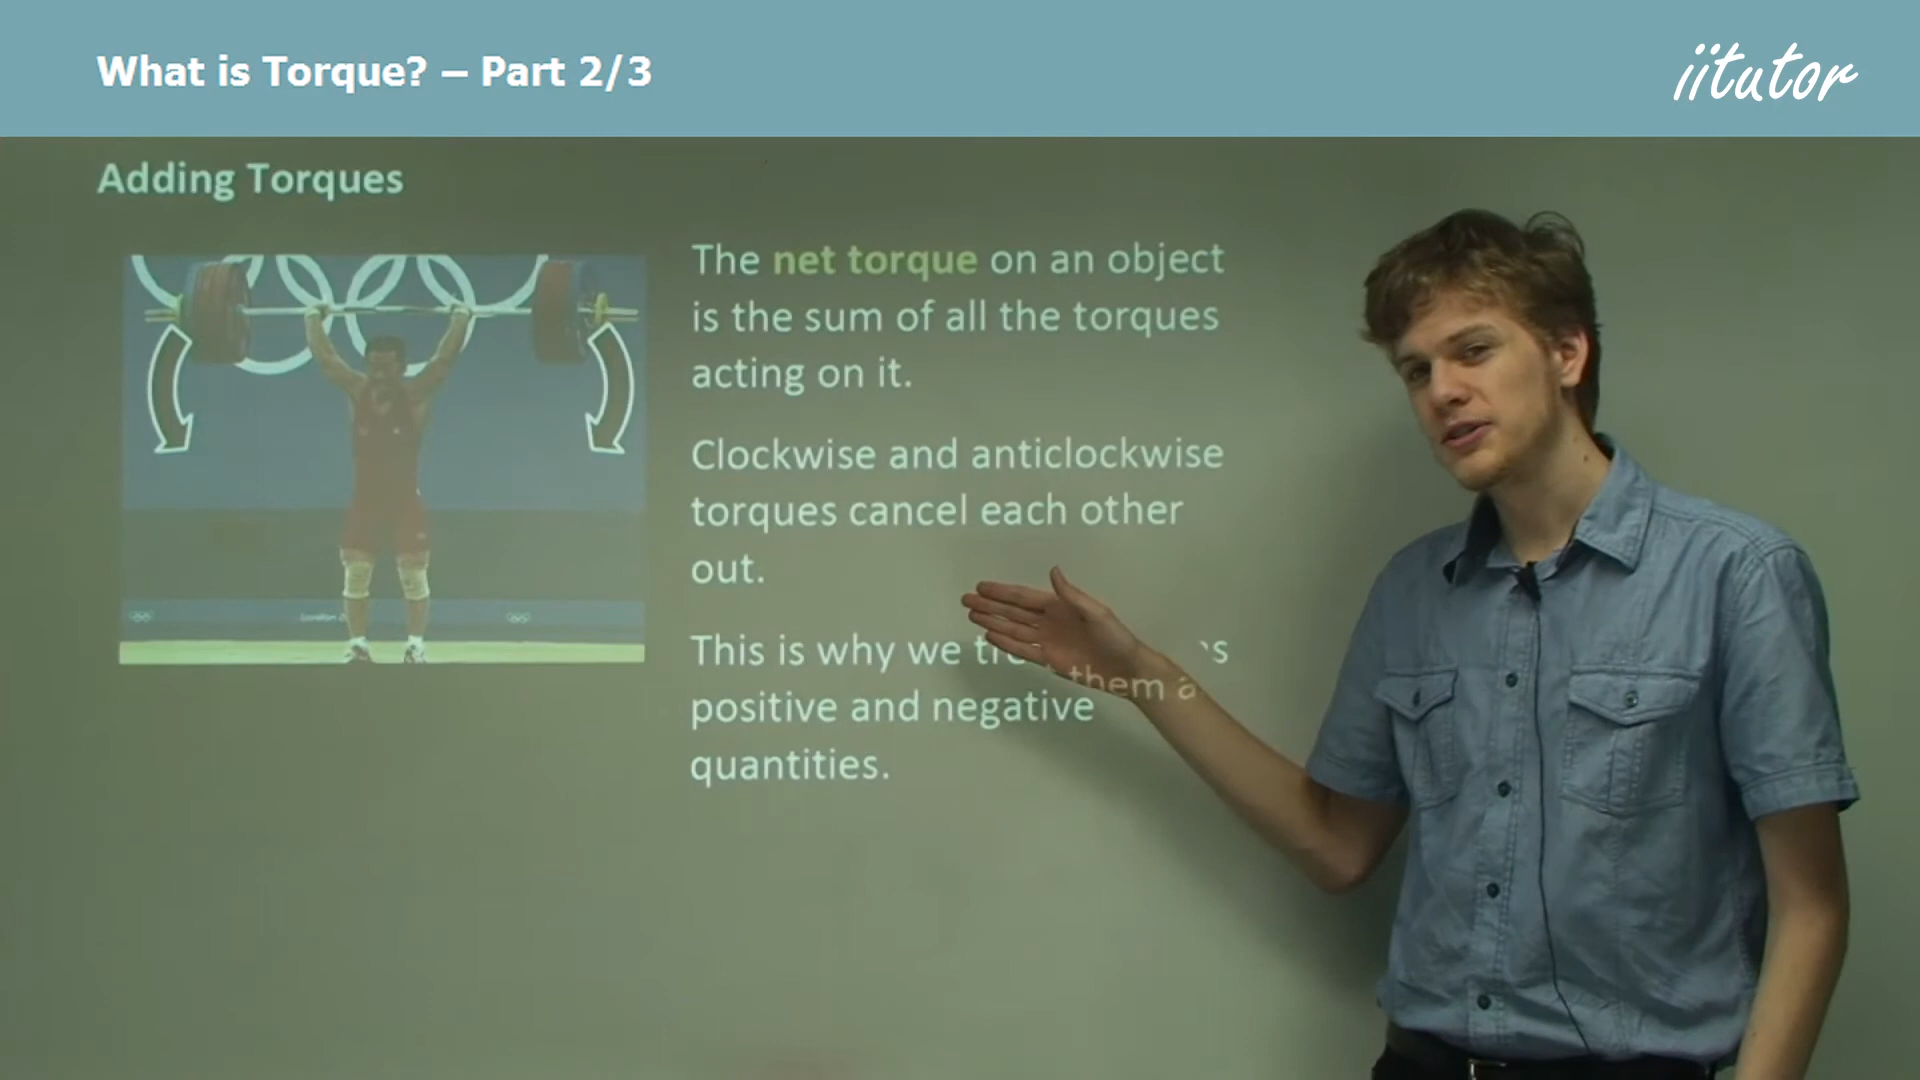 What is Torque? – Part 2/3
iitutor
Adding Torques
The net torque on an object
is the sum of all the torques
acting on it.
Clockwise and anticlockwise
torques cancel each other
out.
This is why we them as
positive and negative
quantities.